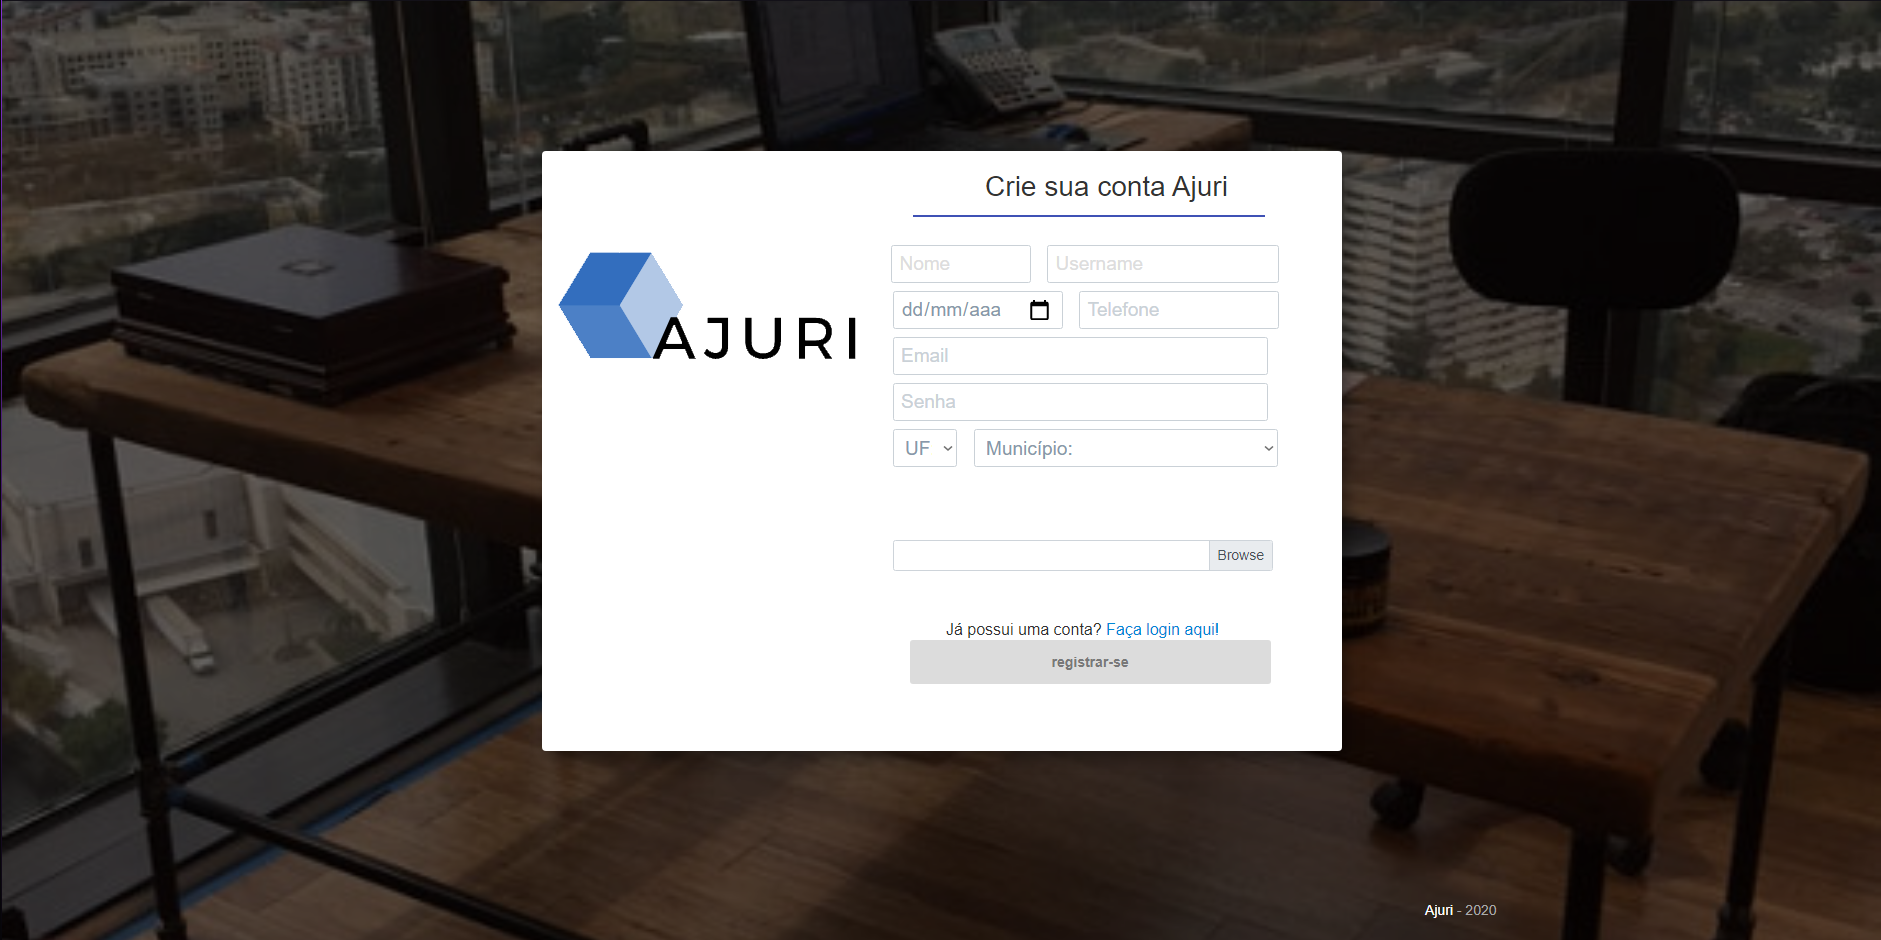 Crie sua conta Ajuri
AJURI
Nome
Username
dd/mm/aaa
Telefone
Email
Senha
UF
Município:
Browse
Já possui uma conta? Faça login aqui!
registrar-se
Ajuri - 2020